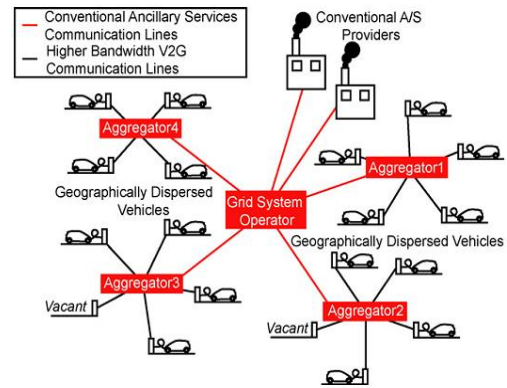 Conventional Ancillary Services
Communication Lines
Higher Bandwidth V2G
Communication Lines
Conventional A/S
Providers
Aggregator4
Aggregator1
Geographically Dispersed
Vehicles
Grid System
Operator
Geographically Dispersed Vehicles
Aggregator3
Vacant
Aggregator2
Vacant